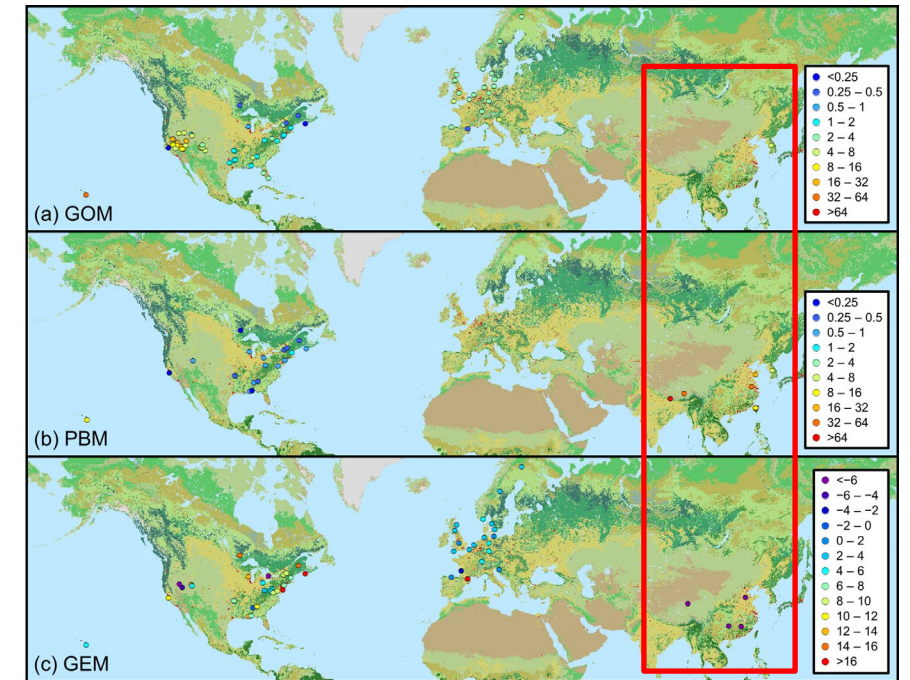 <0.25
0.25 – 0.5
0.5 – 1
1 – 2
2 – 4
4 – 8
8 – 16
16 – 32
32 – 64
>64
(a) GOM
<0.25
0.25 – 0.5
0.5 – 1
1 – 2
2 – 4
4 – 8
8 – 16
16 – 32
32 – 64
>64
(b) PBM
<−6
−6 – −4
−4 – −2
−2 – 0
0 – 2
2 – 4
4 – 6
6 – 8
8 – 10
10 – 12
12 – 14
14 – 16
>16
(c) GEM